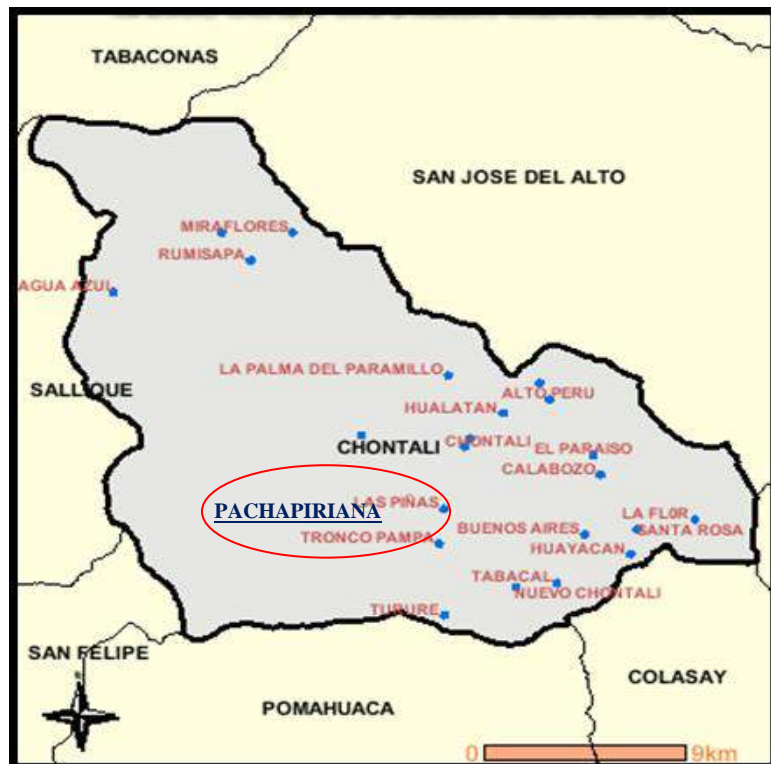 TABACONAS
SAN JOSE DEL ALTO
MIRAFLORES
RUMISAPA
AGUA AZUL
LA PALMA DEL PARAMILLO
SALLIQUE
ALTO PERU
HUALATAN
CHONTALI
CHONTALI
EL PARAISO
CALABOZO
LAS PIÑAS
PACHAPIRIANA
LA FL0R
BUENOS AIRES
SANTA ROSA
TRONCO PAMPA
HUAYACAN
TABACAL
NUEVO CHONTALI
TUBURE
SAN FELIPE
COLASAY
POMAHUACA
0 9km